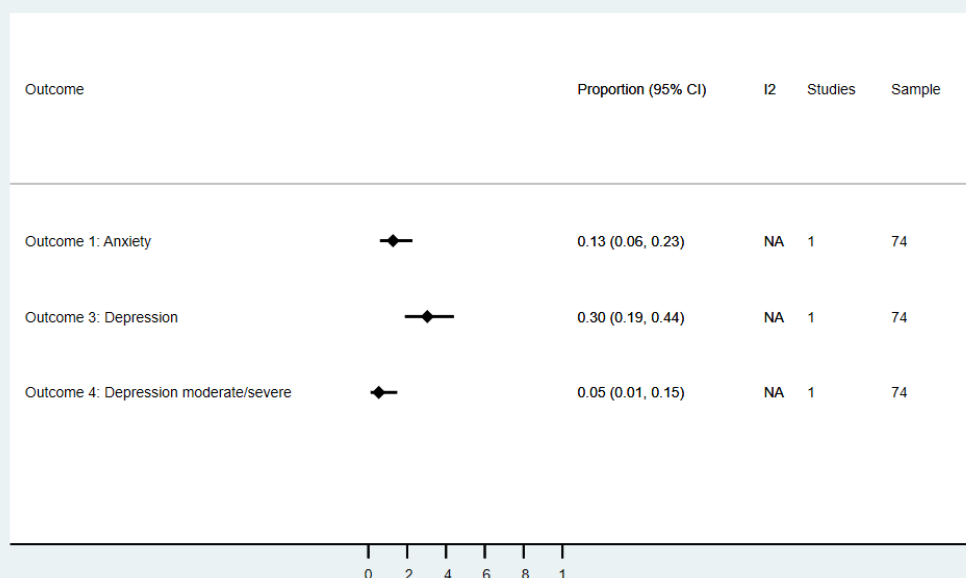 Outcome Proportion (95% CI) I2 Studies Sample
Outcome 1: Anxiety 0.13 (0.06, 0.23) NA 1 74
Outcome 3: Depression 0.30 (0.19, 0.44) NA 1 74
Outcome 4: Depression moderate/severe 0.05 (0.01, 0.15) NA 1 74
0 .2 .4 .6 .8 1